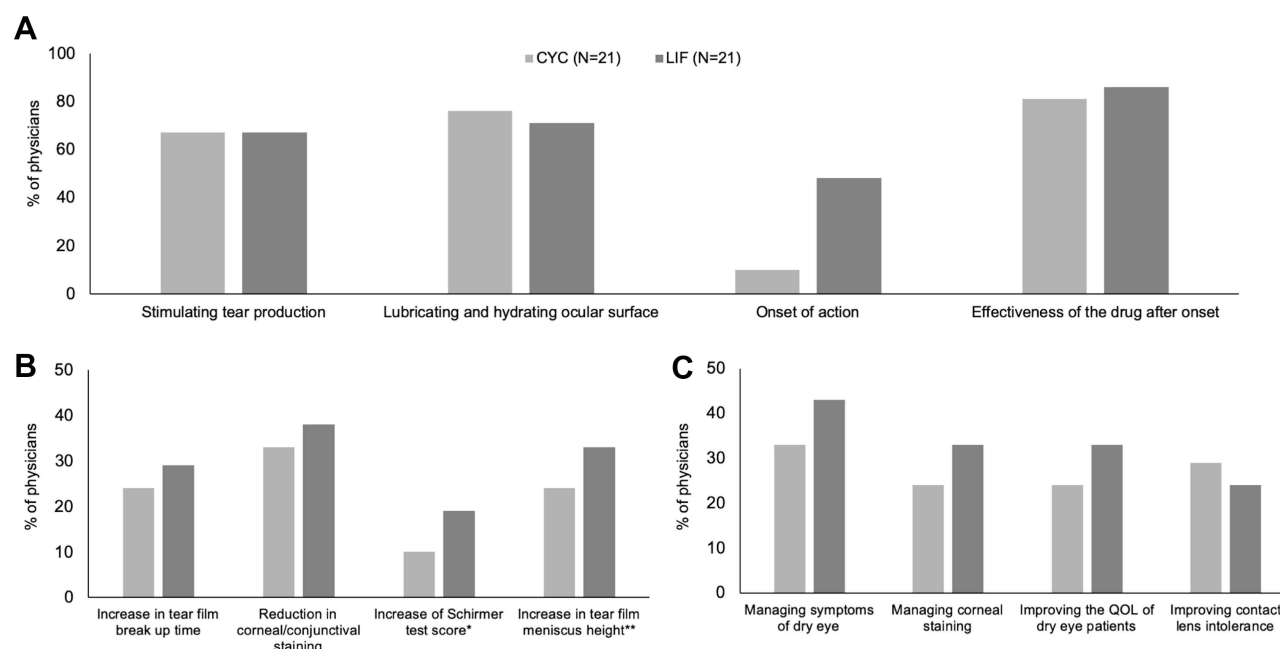 A
CYC (N=21) LIF (N=21)
% of physicians
100
80
60
40
20
0
Stimulating tear production
Lubricating and hydrating ocular surface
Onset of action
Effectiveness of the drug after onset
B
% of physicians
50
40
30
20
10
0
Increase in tear film
break up time
Reduction in
corneal/conjunctival
staining
Increase of Schirmer
test score*
Increase in tear film
meniscus height**
C
% of physicians
50
40
30
20
10
0
Managing symptoms
of dry eye
Managing corneal
staining
Improving the QOL of
dry eye patients
Improving contact
lens intolerance